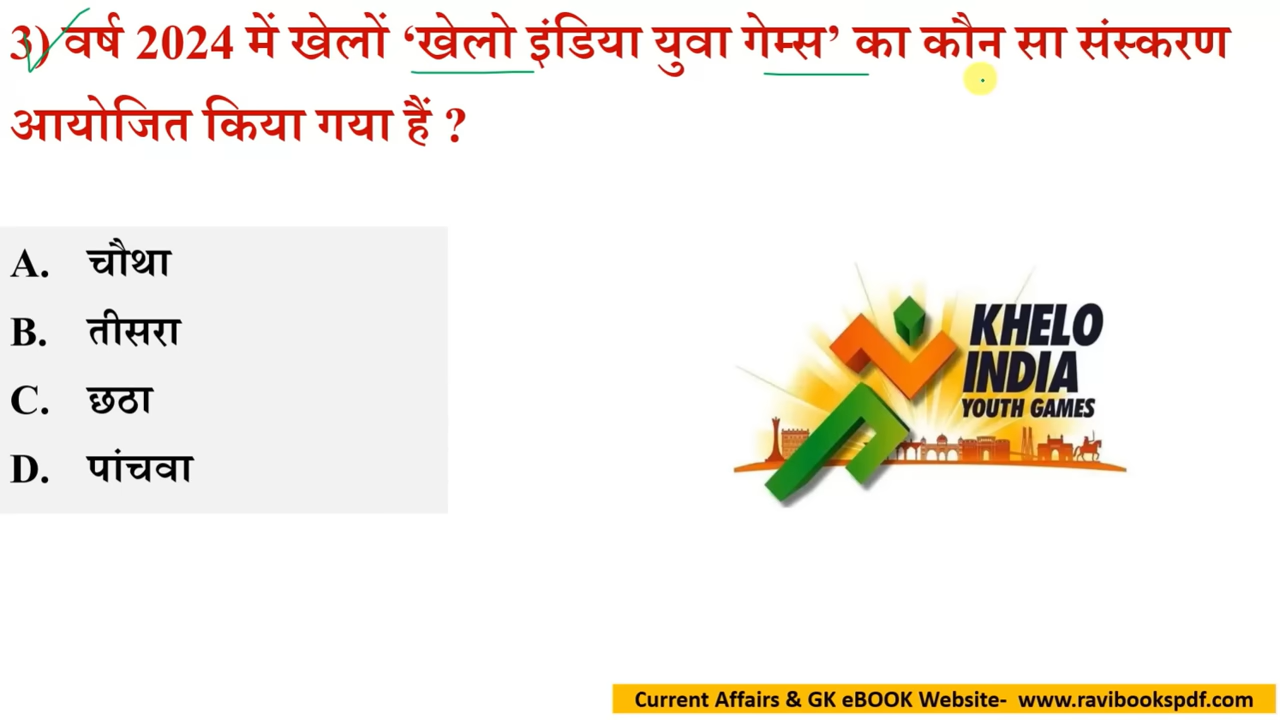 3) वर्ष 2024 में खेलों ‘खेलो इंडिया युवा गेम्स’ का कौन सा संस्करण
आयोजित किया गया हैं ?
A. चौथा
B. तीसरा
C. छठा
D. पांचवा
KHELO
INDIA
YOUTH GAMES
Current Affairs & GK eBOOK Website- www.ravibookspdf.com